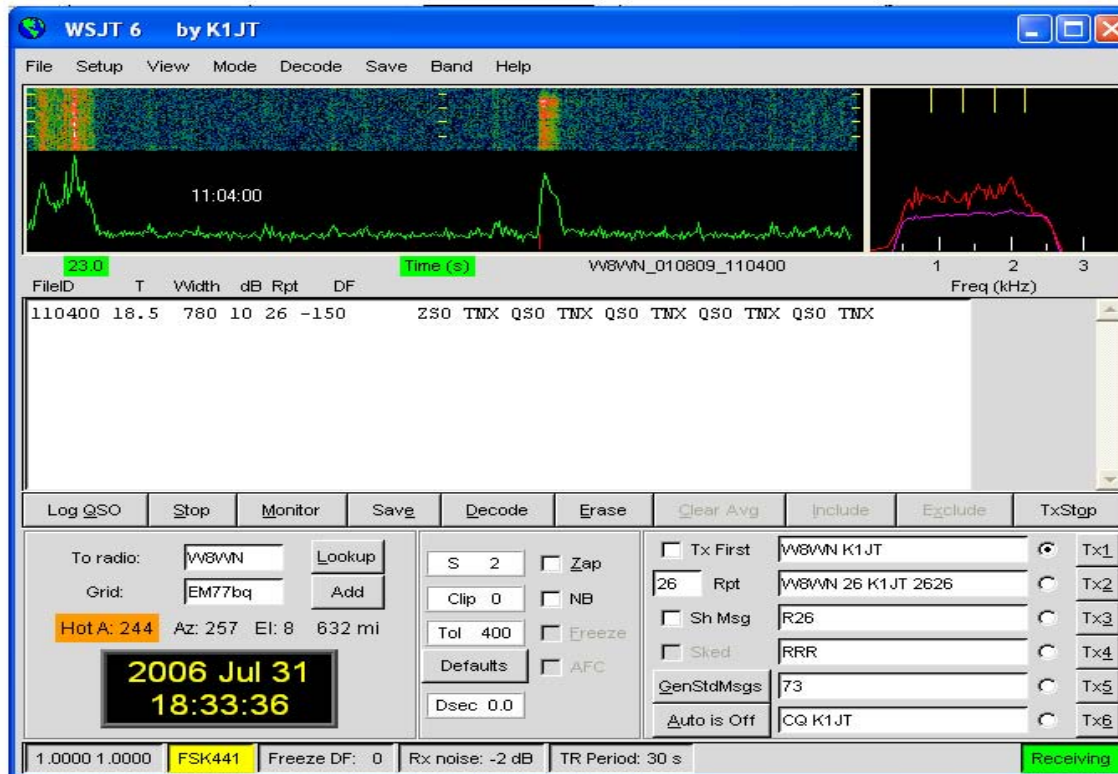 WSJT 6 by K1JT
File Setup View Mode Decode Save Band Help
11:04:00
23.0 Time (s) W8WN_010809_110400 1 2 3
FileID T Width dB Rpt DF Freq (kHz)
110400 18.5 780 10 26 -150 ZSO TNX QSO TNX QSO TNX QSO TNX QSO TNX
Log QSO Stop Monitor Save Decode Erase Clear Avg Include Exclude TxStop
To radio: W8WN Lookup S 2 Zap Tx First W8WN K1JT Tx1
Grid: EM77bq Add Clip 0 NB 26 Rpt W8WN 26 K1JT 2626 Tx2
Hot A: 244 Az: 257 El: 8 632 mi Tol 400 Freeze Sh Msg R26 Tx3
2006 Jul 31 Defaults AFC Sked RRR Tx4
18:33:36 Dsec 0.0 GenStdMsgs 73 Tx5
Auto is Off CQ K1JT Tx6
1.0000 1.0000 FSK441 Freeze DF: 0 Rx noise: -2 dB TR Period: 30 s Receiving